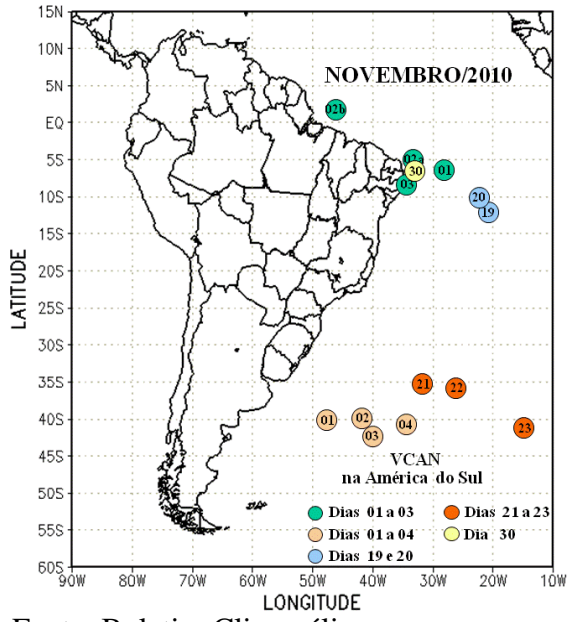 NOVEMBRO/2010
15N
10N
5N
EQ
5S
10S
15S
20S
25S
30S
35S
40S
45S
50S
55S
60S
LATITUDE
02b
30
01
03
20
19
21
22
23
01
02
03
04
VCAN
na América do Sul
Dias 01 a 03
Dias 21 a 23
Dias 01 a 04
Dia 30
Dias 19 e 20
90W 80W 70W 60W 50W 40W 30W 20W 10W
LONGITUDE